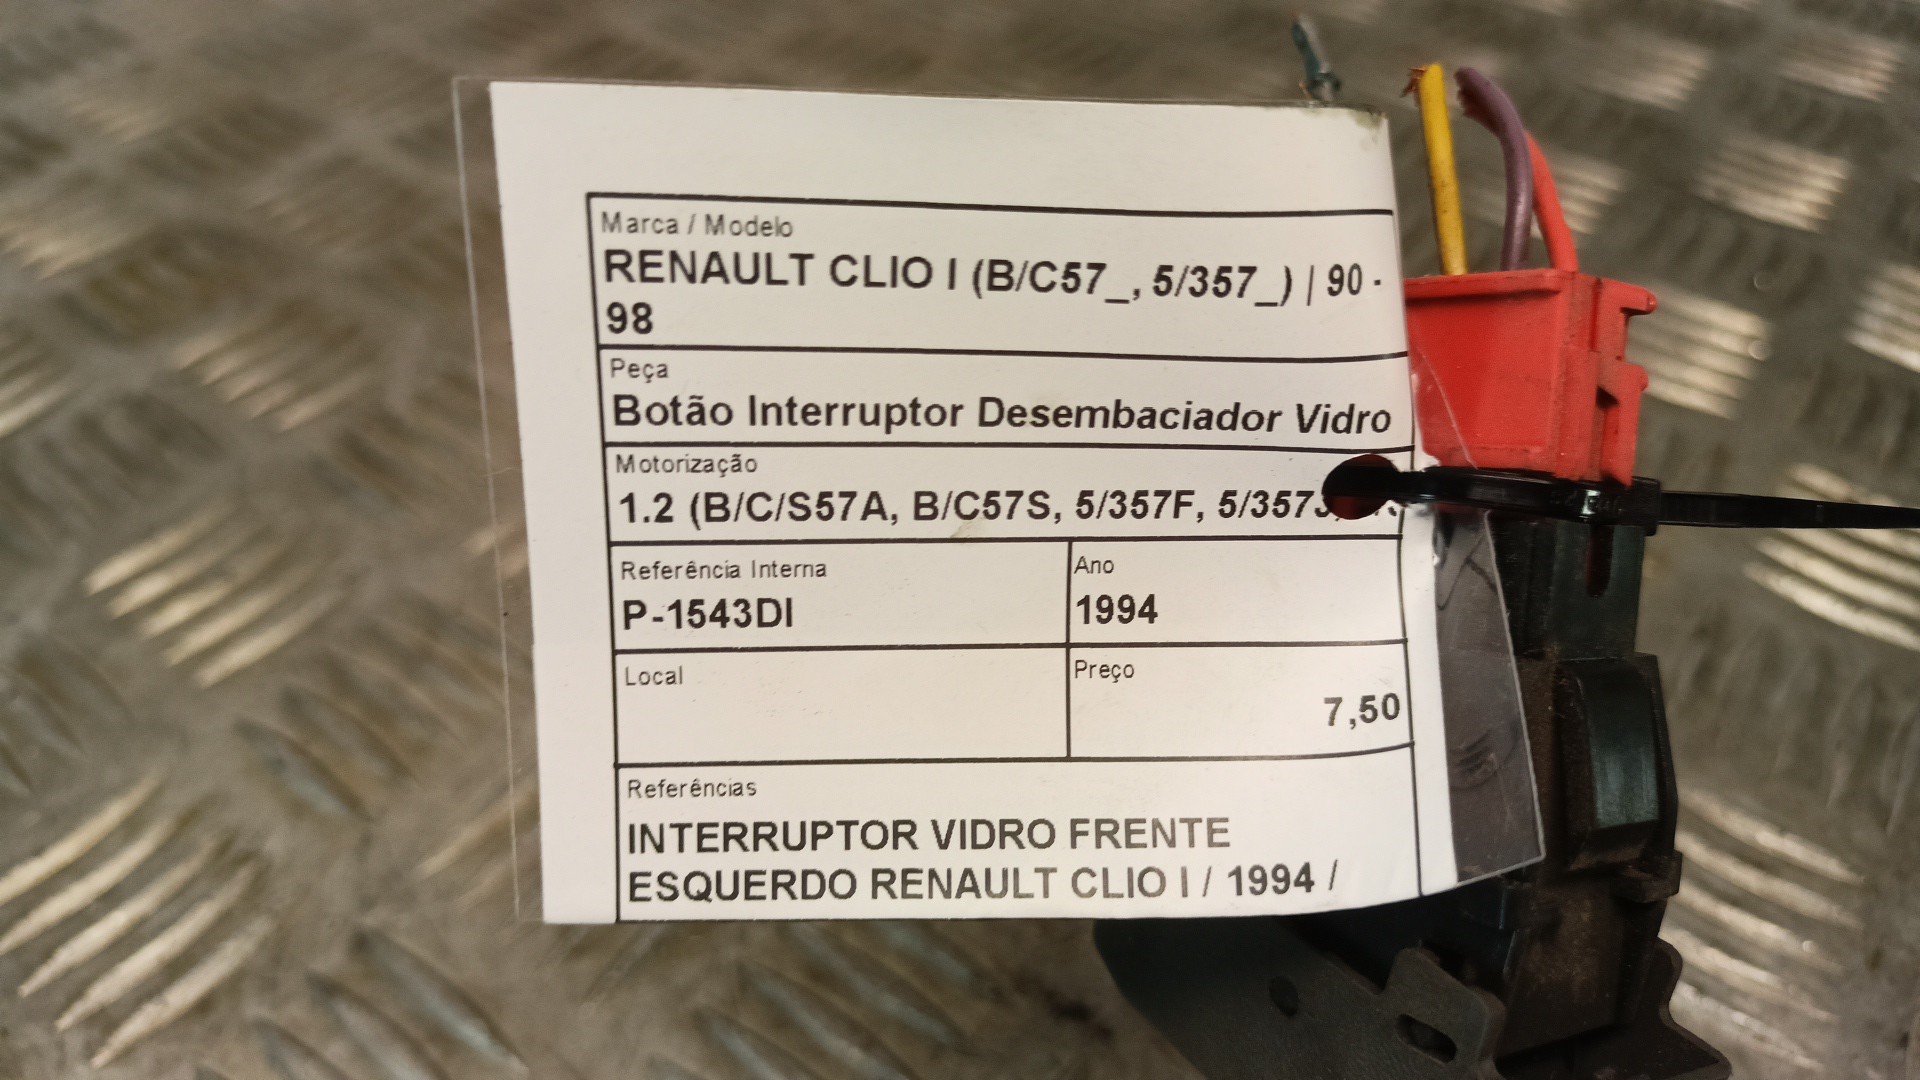 Marca / Modelo
RENAULT CLIO I (B/C57_, 5/357_) | 90 -
98
Peça
Botão Interruptor Desembaciador Vidro
Motorização
1.2 (B/C/S57A, B/C57S, 5/357F, 5/357
Referência Interna
P-1543DI
Ano
1994
Local
Preço
7,50
Referências
INTERRUPTOR VIDRO FRENTE
ESQUERDO RENAULT CLIO I / 1994 /